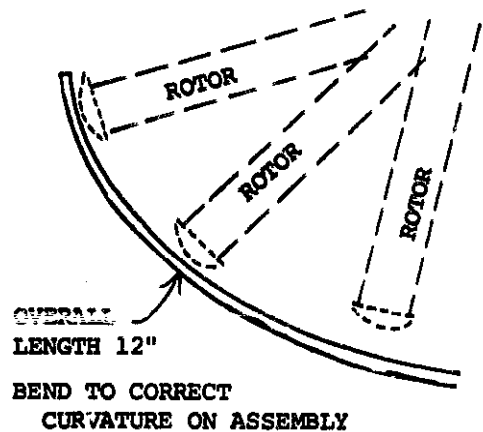 ROTOR
ROTOR
ROTOR
OVERALL
LENGTH 12"
BEND TO CORRECT
CURVATURE ON ASSEMBLY